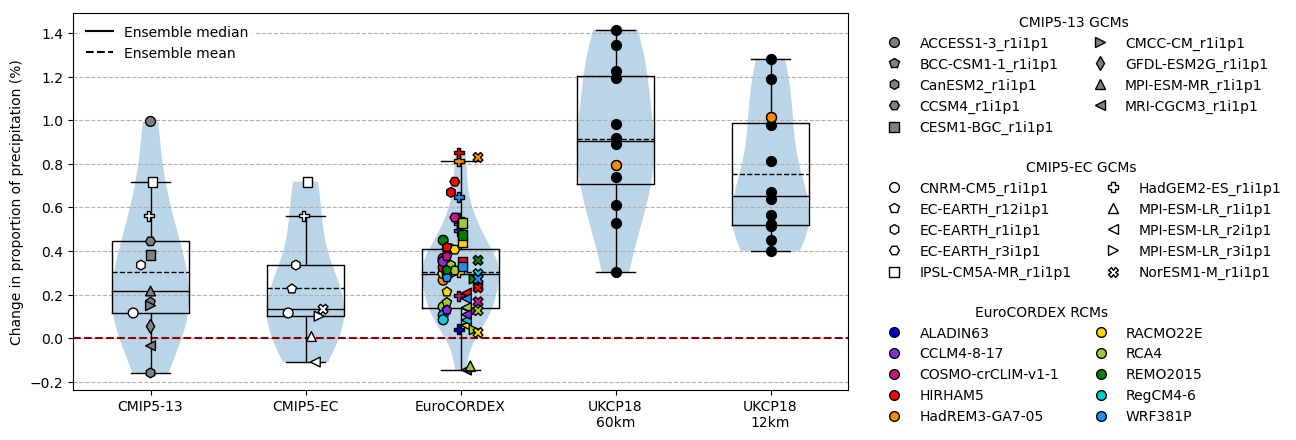 Change in proportion of precipitation (%)
1.4
1.2
1.0
0.8
0.6
0.4
0.2
0.0
−0.2
Ensemble median
Ensemble mean
CMIP5-13
CMIP5-EC
EuroCORDEX
UKCP18
60km
UKCP18
12km
CMIP5-13 GCMs
ACCESS1-3_r1i1p1
BCC-CSM1-1_r1i1p1
CanESM2_r1i1p1
CCSM4_r1i1p1
CESM1-BGC_r1i1p1
CMCC-CM_r1i1p1
GFDL-ESM2G_r1i1p1
MPI-ESM-MR_r1i1p1
MRI-CGCM3_r1i1p1
CMIP5-EC GCMs
CNRM-CM5_r1i1p1
EC-EARTH_r12i1p1
EC-EARTH_r1i1p1
EC-EARTH_r3i1p1
IPSL-CM5A-MR_r1i1p1
HadGEM2-ES_r1i1p1
MPI-ESM-LR_r1i1p1
MPI-ESM-LR_r2i1p1
MPI-ESM-LR_r3i1p1
NorESM1-M_r1i1p1
EuroCORDEX RCMs
ALADIN63
CCLM4-8-17
COSMO-crCLIM-v1-1
HIRHAM5
HadREM3-GA7-05
RACMO22E
RCA4
REMO2015
RegCM4-6
WRF381P